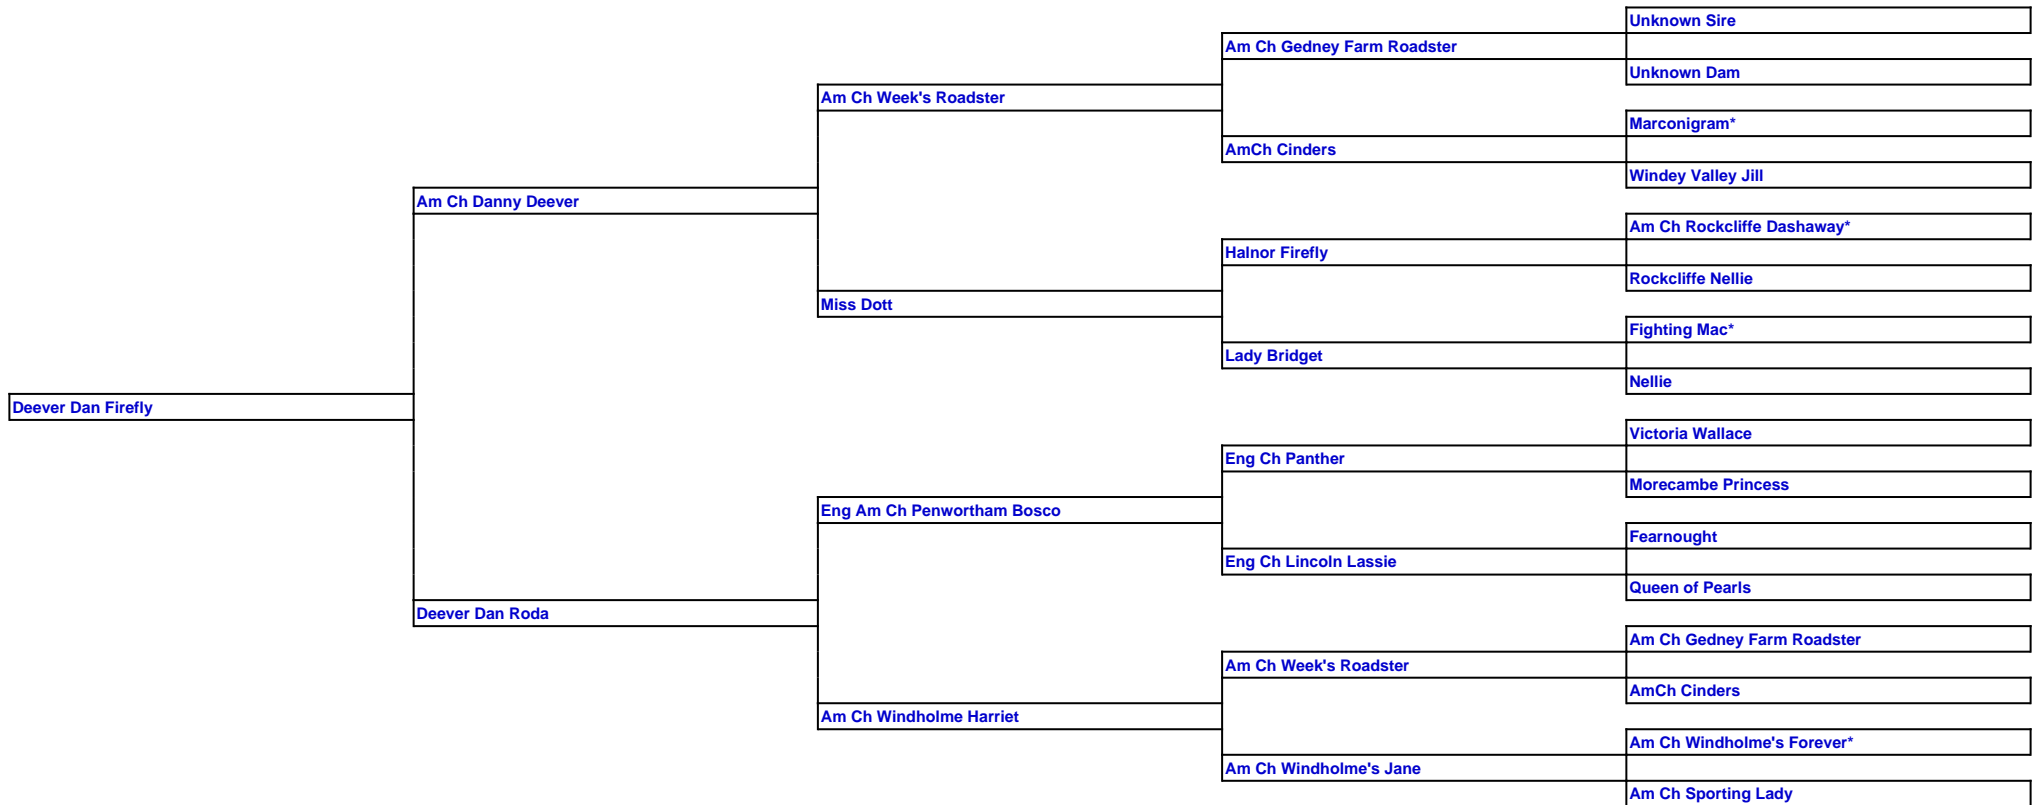 Unknown Sire
Am Ch Gedney Farm Roadster
Unknown Dam
Am Ch Week's Roadster
Marconigram*
AmCh Cinders
Windey Valley Jill
Am Ch Danny Deever
Am Ch Rockcliffe Dashaway*
Halnor Firefly
Rockcliffe Nellie
Miss Dott
Fighting Mac*
Lady Bridget
Nellie
Deever Dan Firefly
Victoria Wallace
Eng Ch Panther
Morecambe Princess
Eng Am Ch Penwortham Bosco
Fearnought
Eng Ch Lincoln Lassie
Queen of Pearls
Deever Dan Roda
Am Ch Gedney Farm Roadster
Am Ch Week's Roadster
AmCh Cinders
Am Ch Windholme Harriet
Am Ch Windholme's Forever*
Am Ch Windholme's Jane
Am Ch Sporting Lady